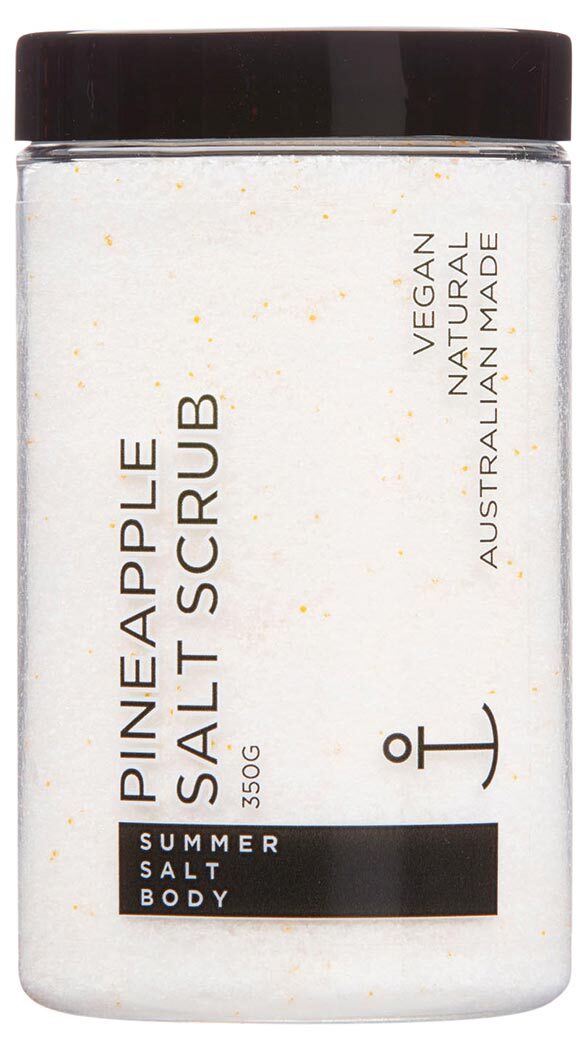 PINEAPPLE
SALT SCRUB
350G
VEGAN
NATURAL
AUSTRALIAN MADE
SUMMER
SALT
BODY